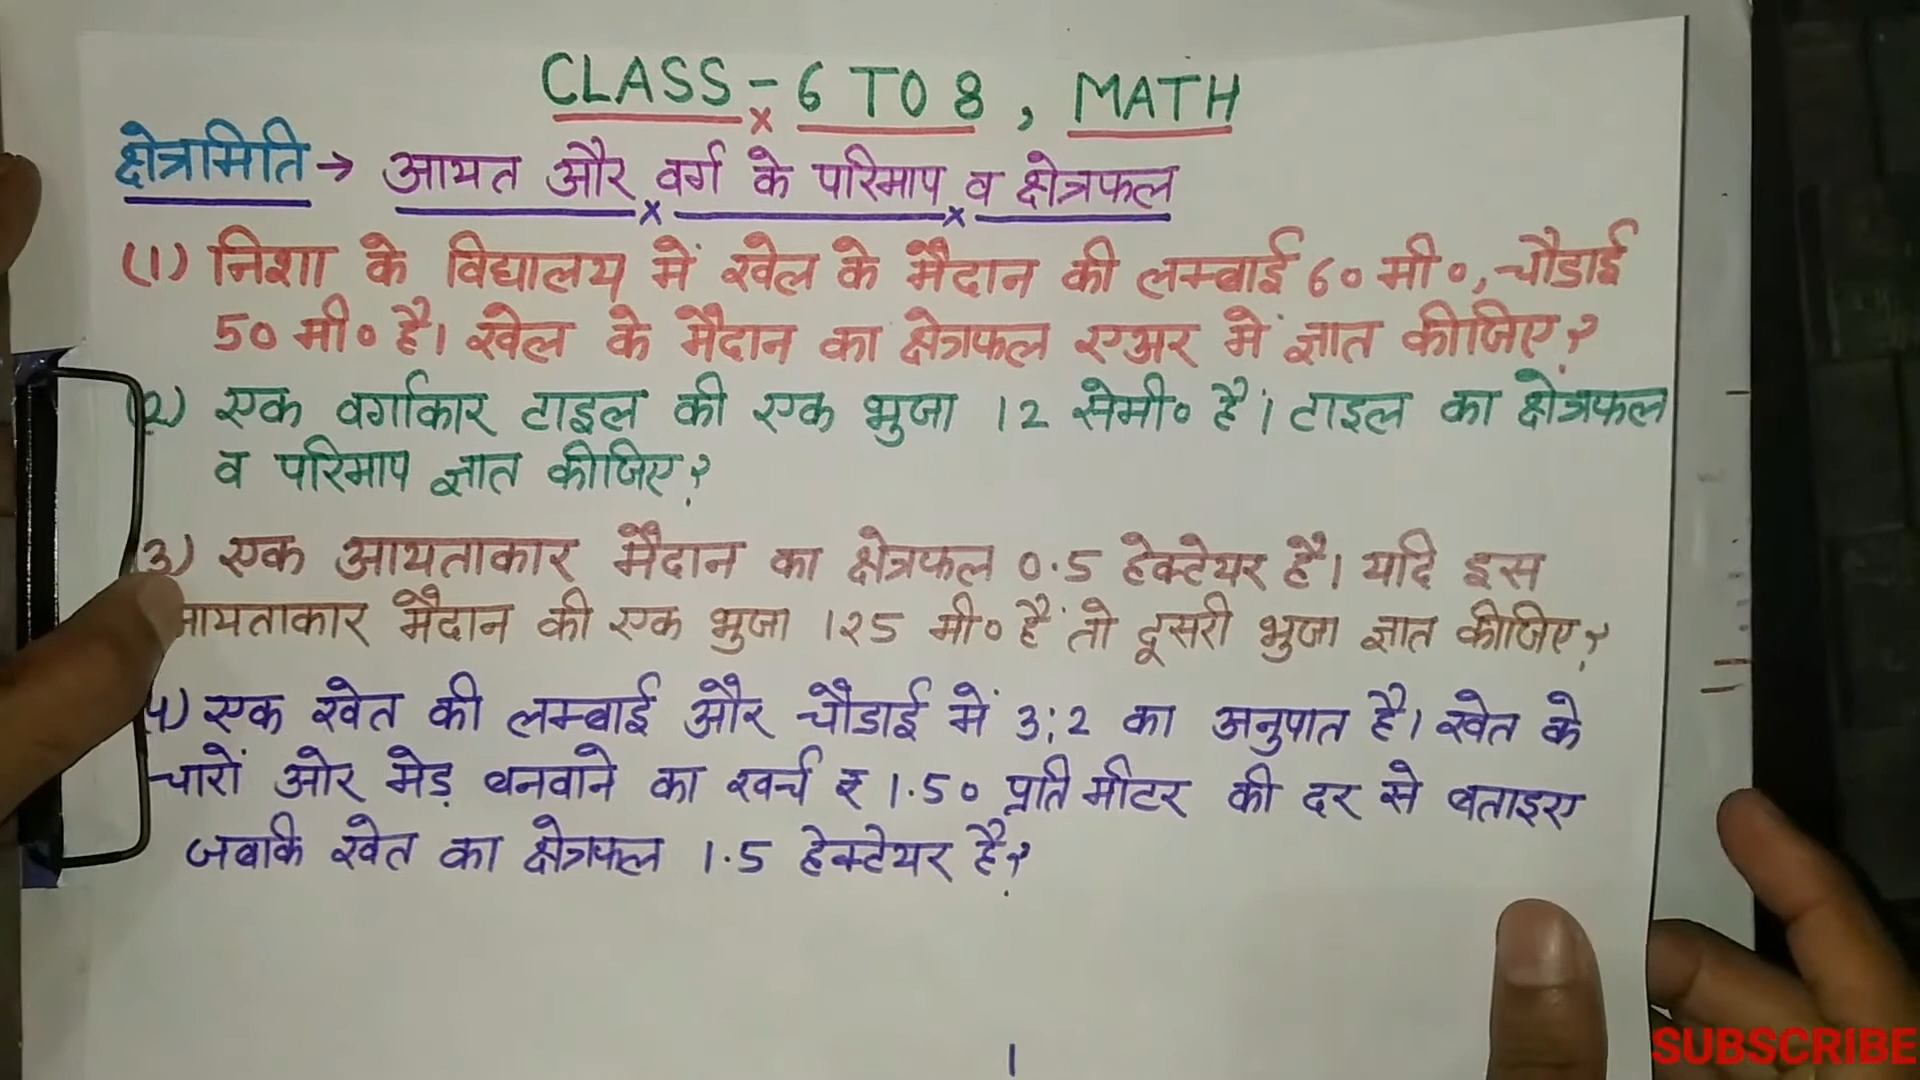 CLASS - 6 TO 8, MATH
क्षेत्रमिति → आयत और वर्ग के परिमाप व क्षेत्रफल
(1) निशा के विद्यालय में खेल के मैदान की लम्बाई 60 मी०, चौडाई
50 मी० है। खेल के मैदान का क्षेत्रफल एअर में ज्ञात कीजिए?
(2) एक वर्गाकार टाइल की एक भुजा 12 सेमी० है। टाइल का क्षेत्रफल
व परिमाप ज्ञात कीजिए?
(3) एक आयताकार मैदान का क्षेत्रफल 0.5 हेक्टेयर है। यदि इस
आयताकार मैदान की एक भुजा 125 मी० है तो दूसरी भुजा ज्ञात कीजिए?
4) एक खेत की लम्बाई और चौडाई में 3:2 का अनुपात है। खेत के
चारों ओर मेड़ बनवाने का खर्च ₹ 1.50 प्रति मीटर की दर से बताइए
जबकि खेत का क्षेत्रफल 1.5 हेक्टेयर है?
1
SUBSCRIBE